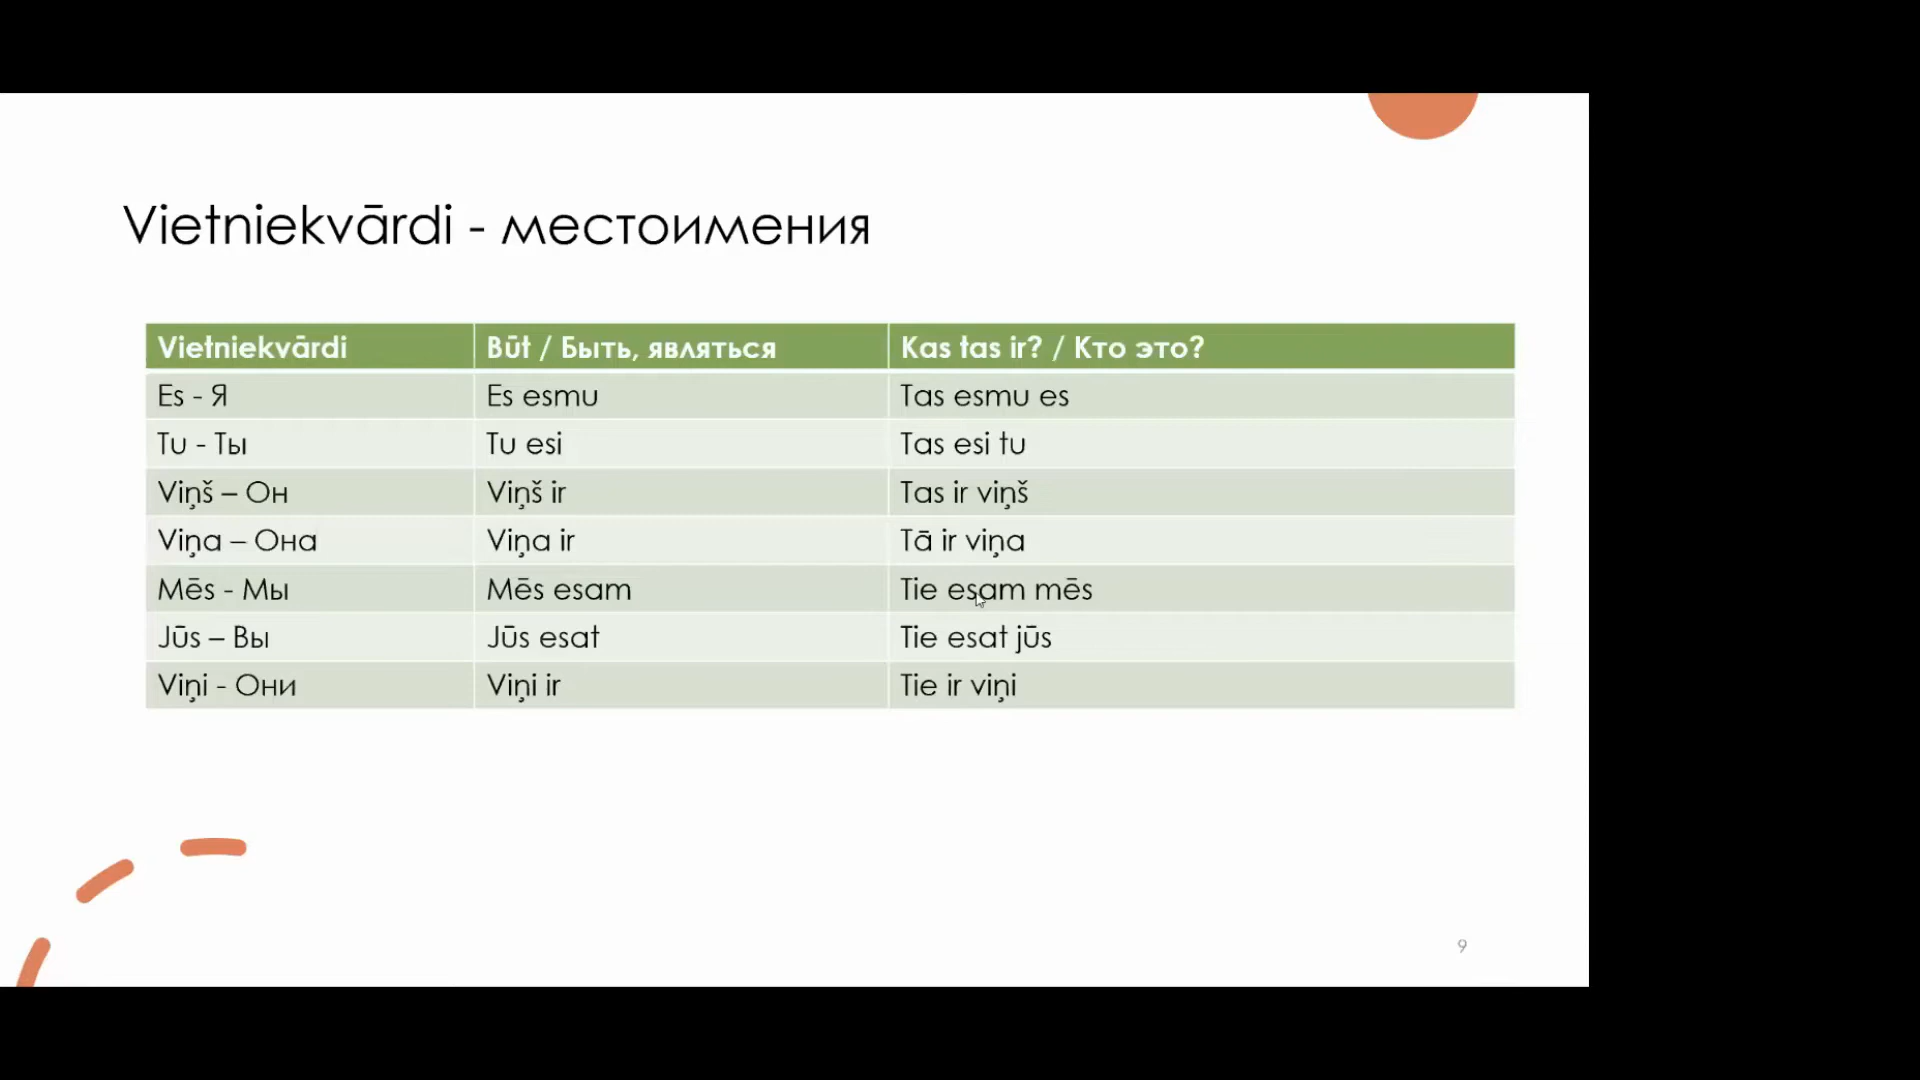 Vietniekvārdi - местоимения
Vietniekvārdi Būt / Быть, являться Kas tas ir? / Кто это?
Es - Я Es esmu Tas esmu es
Tu - Ты Tu esi Tas esi tu
Viņš – Он Viņš ir Tas ir viņš
Viņa – Она Viņa ir Tā ir viņa
Mēs - Мы Mēs esam Tie esam mēs
Jūs – Вы Jūs esat Tie esat jūs
Viņi - Они Viņi ir Tie ir viņi
9